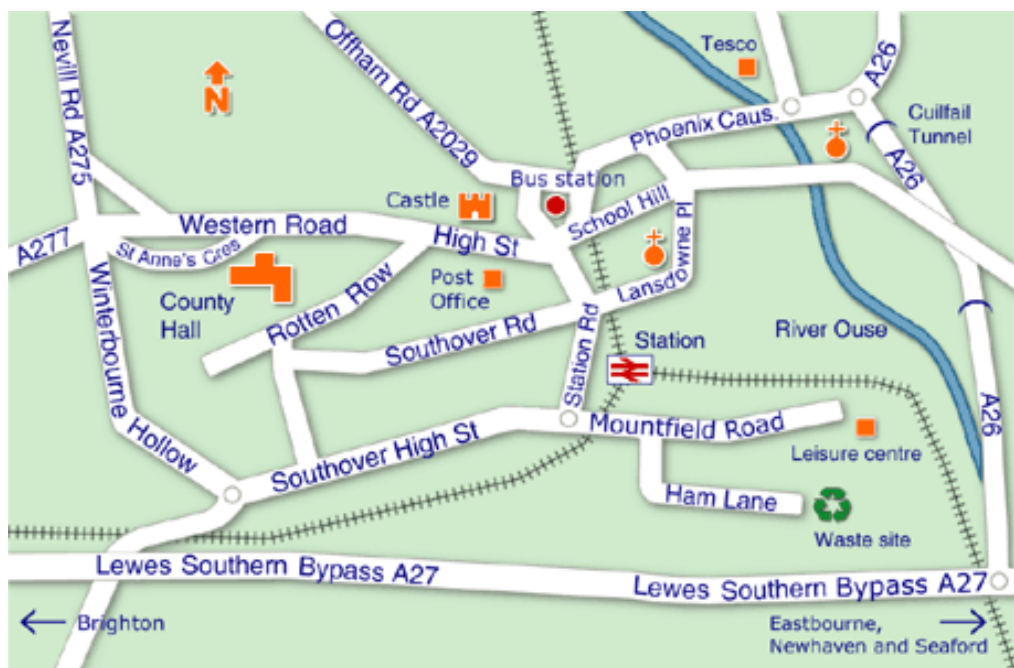 Nevill Rd A275
N
Offham Rd A2029
Tesco
A26
Phoenix Caus.
Cuilfail
Tunnel
A26
Bus station
Castle
School Hill
Western Road
High St
A277
St Anne's Cres
Lansdowne Pl
County
Hall
Post
Office
Rotten Row
Winterbourne Hollow
Southover Rd
Station Rd
Station
River Ouse
A26
Mountfield Road
Southover High St
Leisure centre
Ham Lane
Waste site
Lewes Southern Bypass A27
Lewes Southern Bypass A27
Brighton
Eastbourne,
Newhaven and Seaford